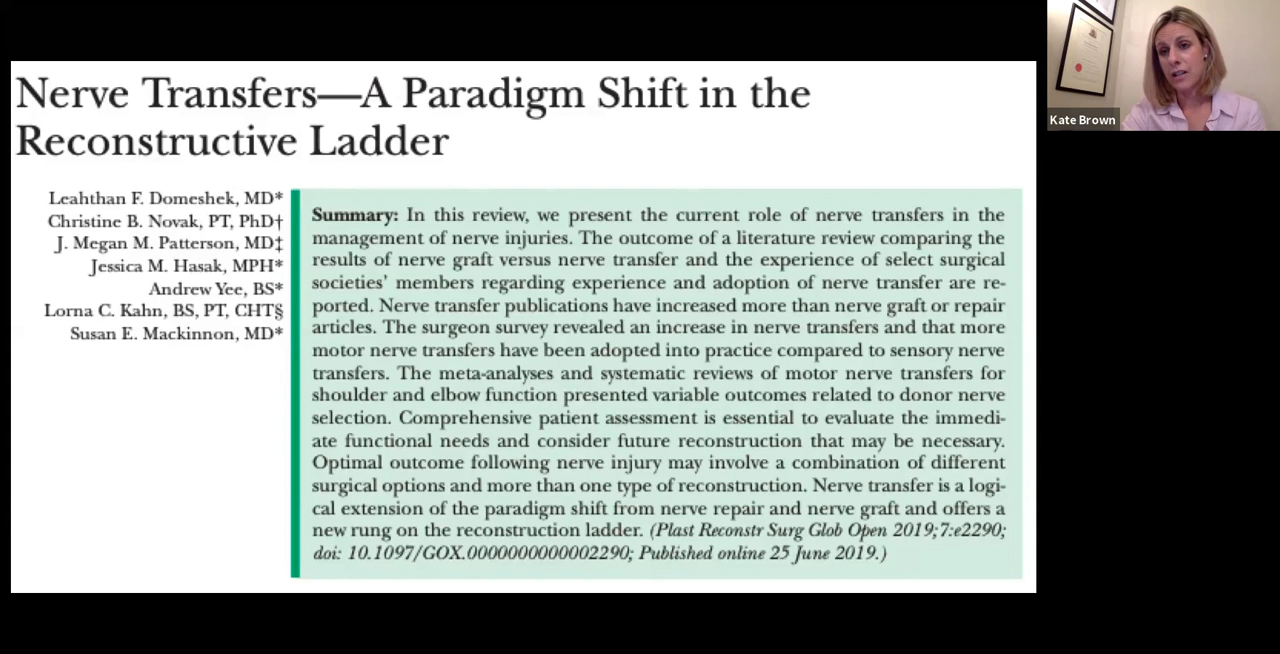 Nerve Transfers—A Paradigm Shift in the
Reconstructive Ladder
Leahthan F. Domeshek, MD*
Christine B. Novak, PT, PhD†
J. Megan M. Patterson, MD‡
Jessica M. Hasak, MPH*
Andrew Yee, BS*
Lorna C. Kahn, BS, PT, CHT§
Susan E. Mackinnon, MD*
Summary: In this review, we present the current role of nerve transfers in the
management of nerve injuries. The outcome of a literature review comparing the
results of nerve graft versus nerve transfer and the experience of select surgical
societies' members regarding experience and adoption of nerve transfer are re-
ported. Nerve transfer publications have increased more than nerve graft or repair
articles. The surgeon survey revealed an increase in nerve transfers and that more
motor nerve transfers have been adopted into practice compared to sensory nerve
transfers. The meta-analyses and systematic reviews of motor nerve transfers for
shoulder and elbow function presented variable outcomes related to donor nerve
selection. Comprehensive patient assessment is essential to evaluate the immedi-
ate functional needs and consider future reconstruction that may be necessary.
Optimal outcome following nerve injury may involve a combination of different
surgical options and more than one type of reconstruction. Nerve transfer is a logi-
cal extension of the paradigm shift from nerve repair and nerve graft and offers a
new rung on the reconstruction ladder. (Plast Reconstr Surg Glob Open 2019;7:e2290;
doi: 10.1097/GOX.0000000000002290; Published online 25 June 2019.)
Kate Brown